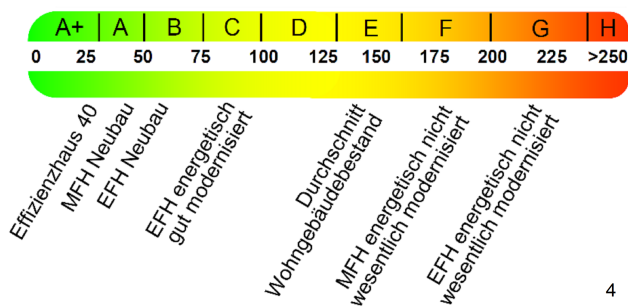 A+ A B C D E F G H
0 25 50 75 100 125 150 175 200 225 >250
Effizienzhaus 40
MFH Neubau
EFH Neubau
EFH energetisch
gut modernisiert
Durchschnitt
Wohngebäudebestand
MFH energetisch nicht
wesentlich modernisiert
EFH energetisch nicht
wesentlich modernisiert
4